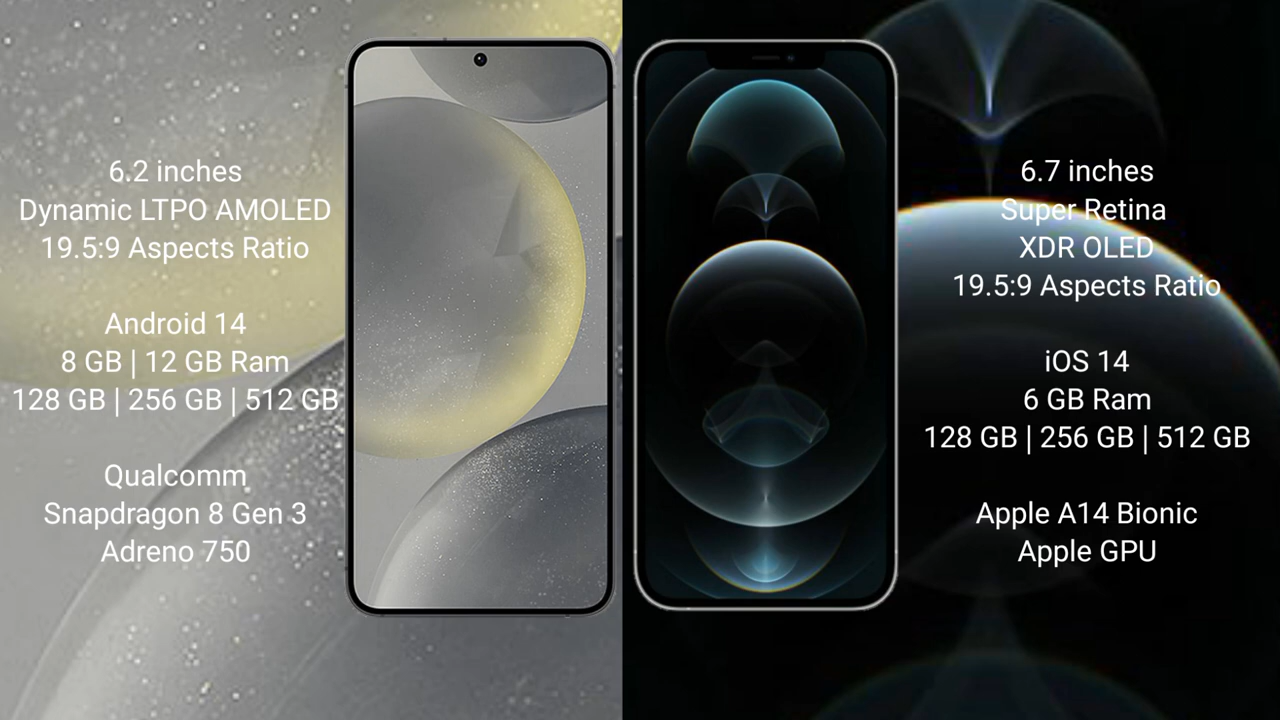 6.2 inches
Dynamic LTPO AMOLED
19.5:9 Aspects Ratio
Android 14
8 GB | 12 GB Ram
128 GB | 256 GB | 512 GB
Qualcomm
Snapdragon 8 Gen 3
Adreno 750
6.7 inches
Super Retina
XDR OLED
19.5:9 Aspects Ratio
iOS 14
6 GB Ram
128 GB | 256 GB | 512 GB
Apple A14 Bionic
Apple GPU